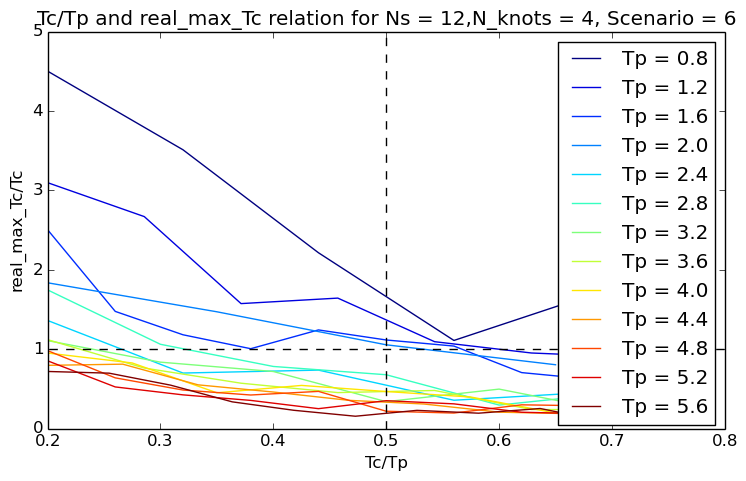 Tc/Tp and real_max_Tc relation for Ns = 12,N_knots = 4, Scenario = 6
5
4
3
2
1
0
real_max_Tc/Tc
Tp = 0.8
Tp = 1.2
Tp = 1.6
Tp = 2.0
Tp = 2.4
Tp = 2.8
Tp = 3.2
Tp = 3.6
Tp = 4.0
Tp = 4.4
Tp = 4.8
Tp = 5.2
Tp = 5.6
0.2 0.3 0.4 0.5 0.6 0.7 0.8
Tc/Tp